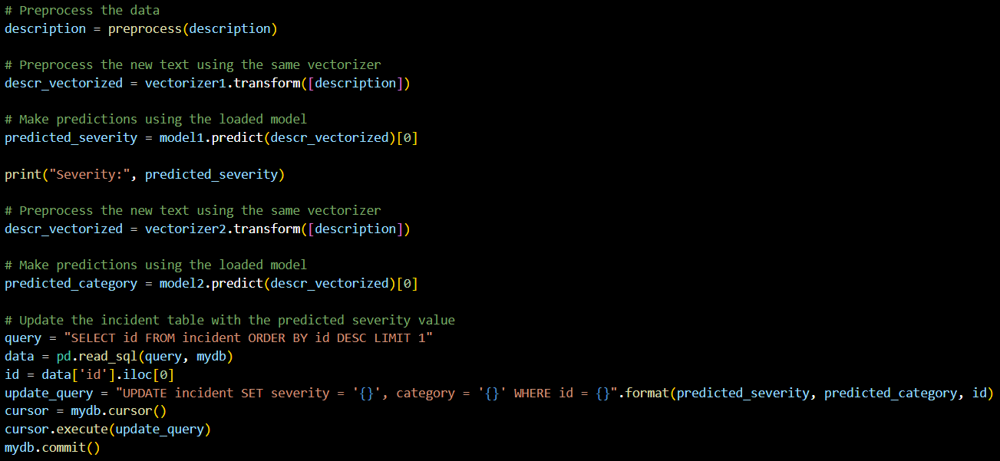 # Preprocess the data
description = preprocess(description)
# Preprocess the new text using the same vectorizer
descr_vectorized = vectorizer1.transform([description])
# Make predictions using the loaded model
predicted_severity = model1.predict(descr_vectorized)[0]
print("Severity:", predicted_severity)
# Preprocess the new text using the same vectorizer
descr_vectorized = vectorizer2.transform([description])
# Make predictions using the loaded model
predicted_category = model2.predict(descr_vectorized)[0]
# Update the incident table with the predicted severity value
query = "SELECT id FROM incident ORDER BY id DESC LIMIT 1"
data = pd.read_sql(query, mydb)
id = data['id'].iloc[0]
update_query = "UPDATE incident SET severity = '{}', category = '{}' WHERE id = {}".format(predicted_severity, predicted_category, id)
cursor = mydb.cursor()
cursor.execute(update_query)
mydb.commit()